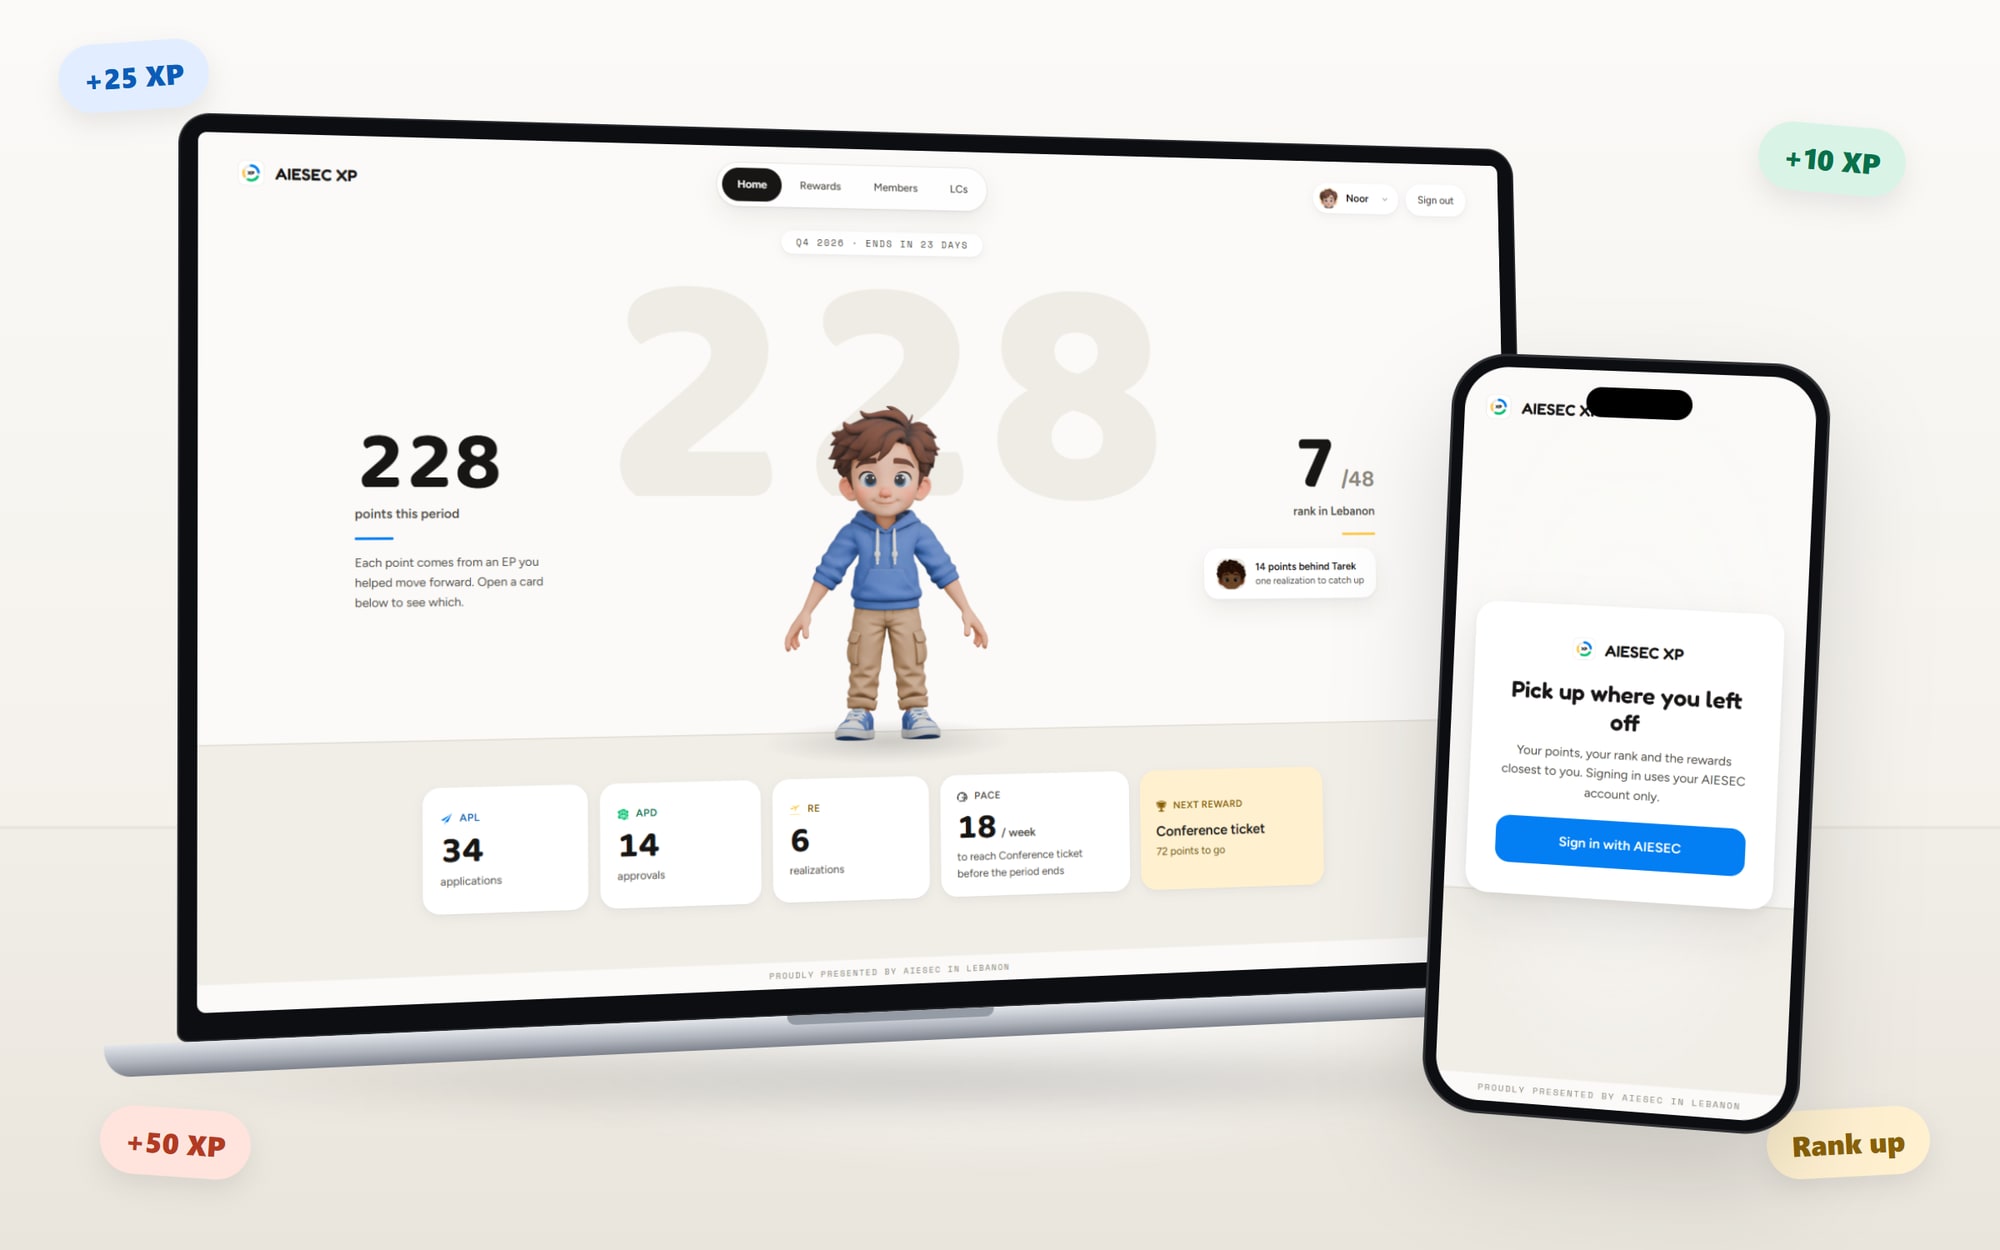 +25 XP
+10 XP
AIESEC XP
Home
Rewards
Members
LCs
Noor
Sign out
Q4 2026 · ENDS IN 23 DAYS
228
228
points this period
Each point comes from an EP you
helped move forward. Open a card
below to see which.
7 /48
rank in Lebanon
14 points behind Tarek
one realization to catch up
APL
34
applications
APD
14
approvals
RE
6
realizations
PACE
18 / week
to reach Conference ticket
before the period ends
NEXT REWARD
Conference ticket
72 points to go
PROUDLY PRESENTED BY AIESEC IN LEBANON
AIESEC
AIESEC XP
Pick up where you left
off
Your points, your rank and the rewards
closest to you. Signing in uses your AIESEC
account only.
Sign in with AIESEC
PROUDLY PRESENTED BY AIESEC IN LEBANON
+50 XP
Rank up